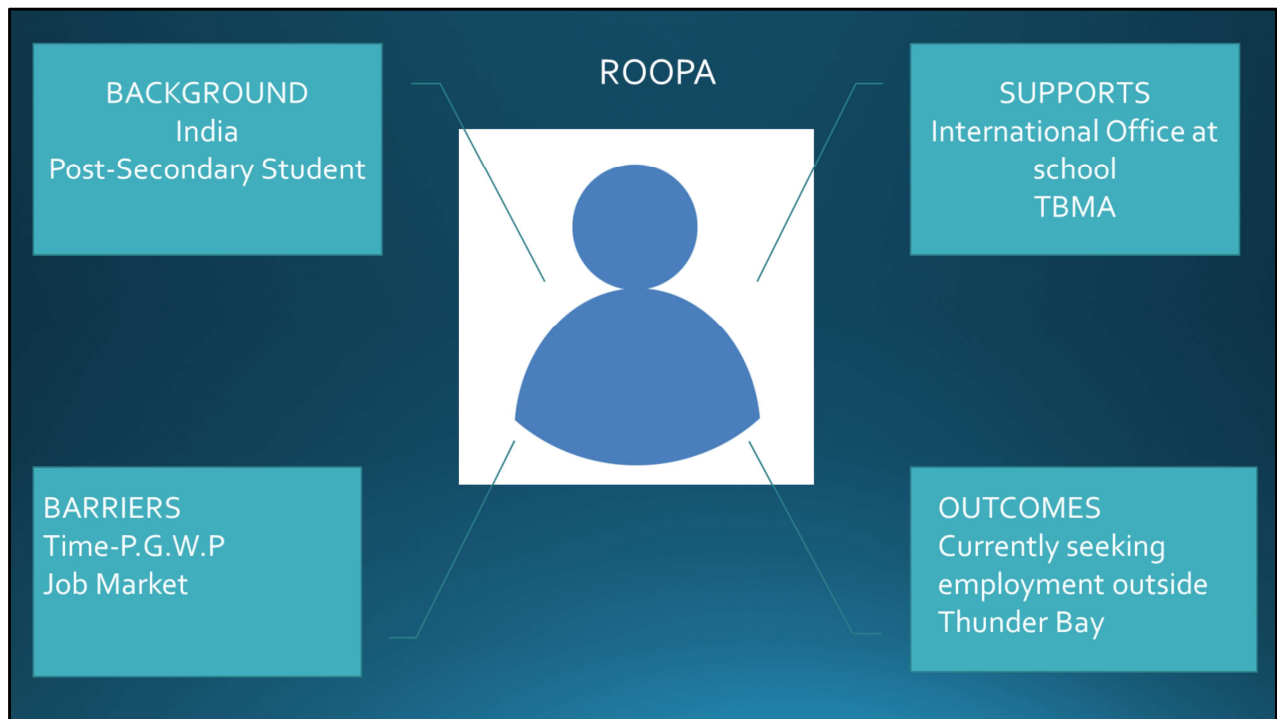 ROOPA
BACKGROUND
India
Post-Secondary Student
SUPPORTS
International Office at
school
TBMA
BARRIERS
Time-P.G.W.P
Job Market
OUTCOMES
Currently seeking
employment outside
Thunder Bay